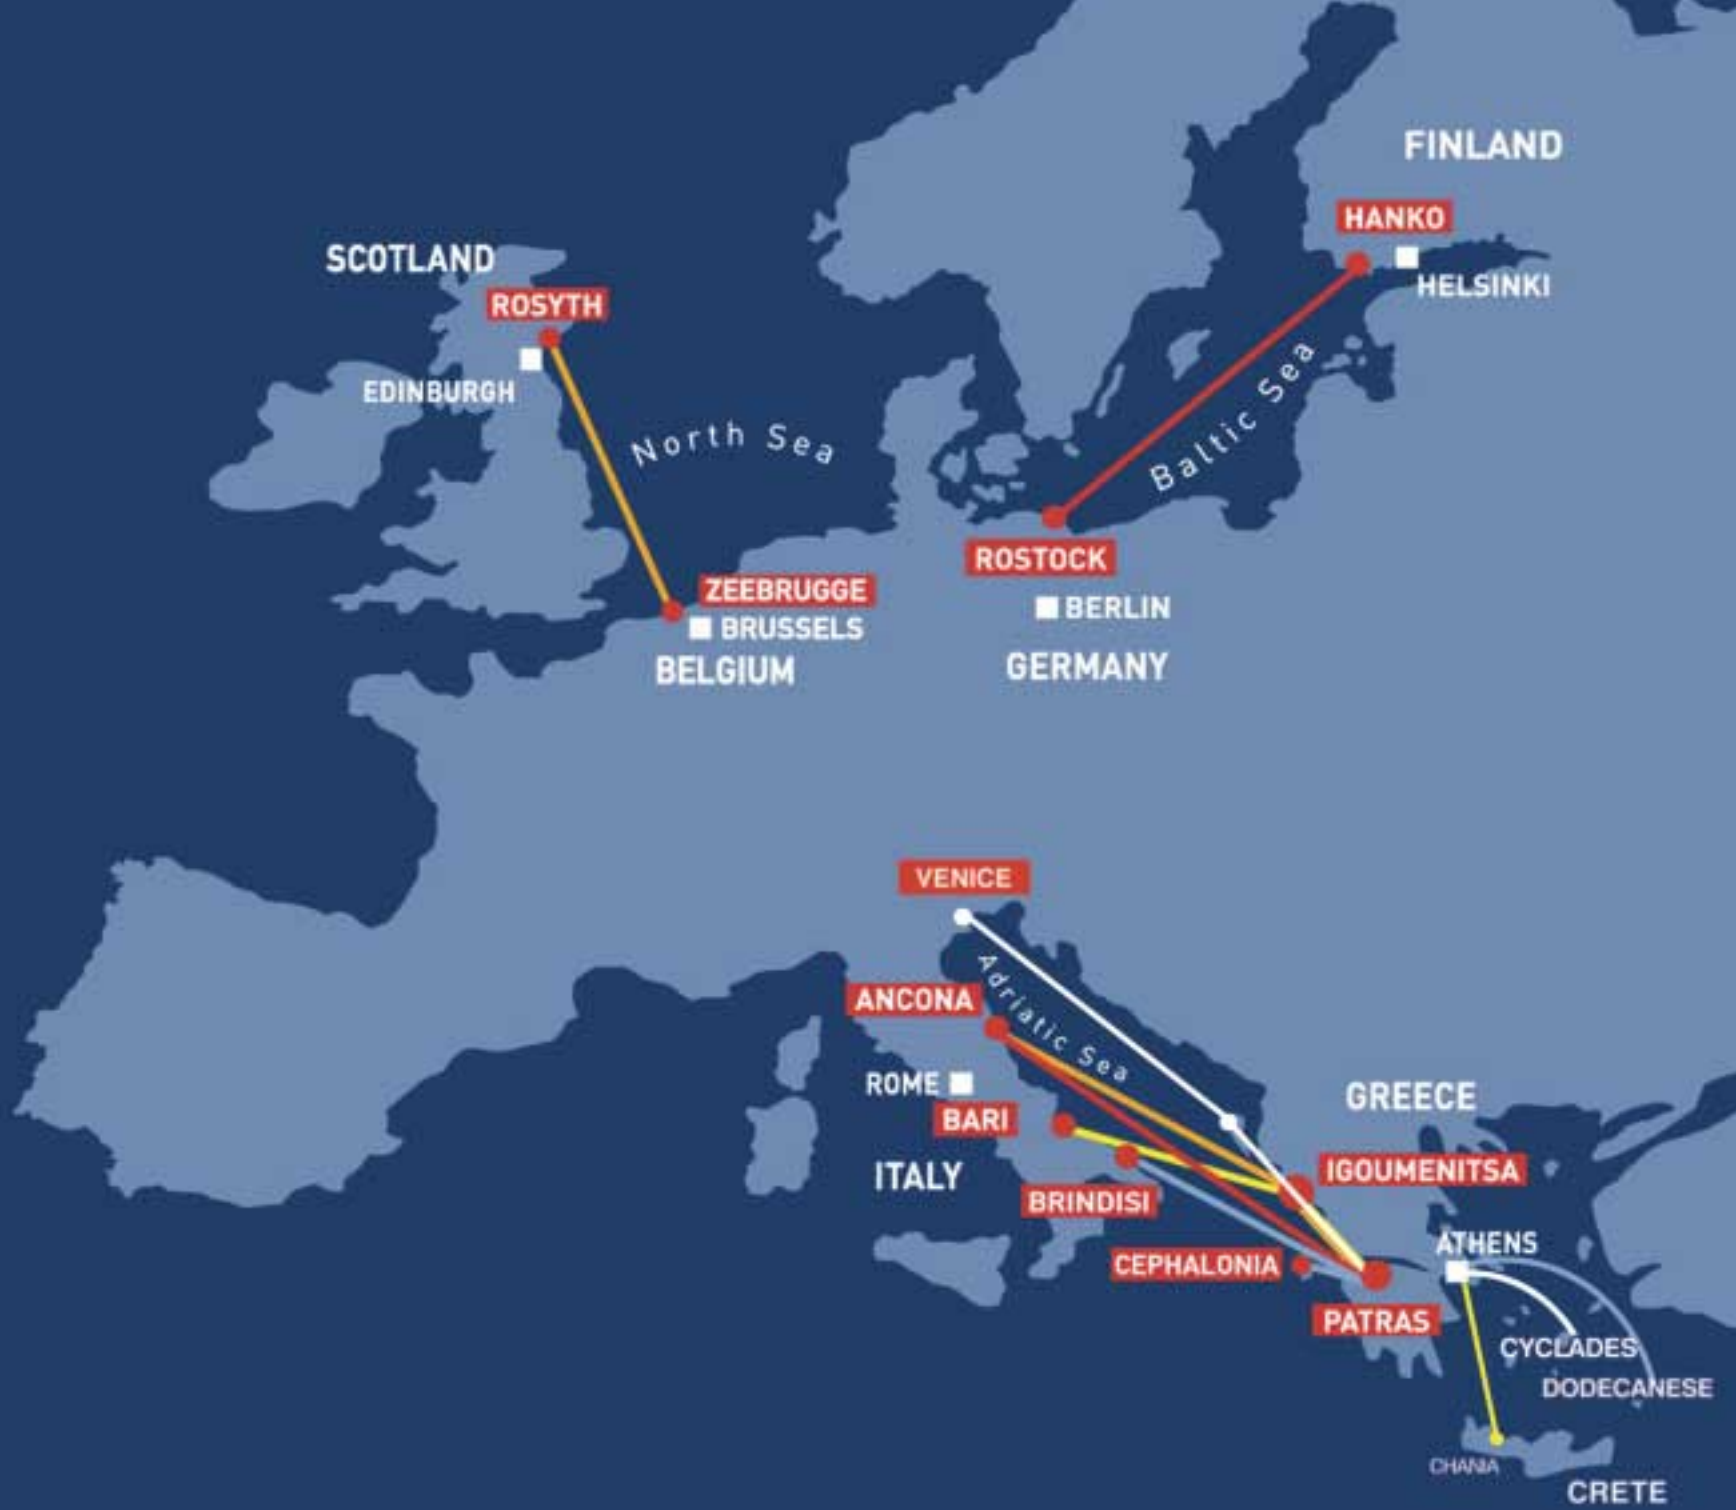 FINLAND
HANKO
HELSINKI
SCOTLAND
ROSYTH
EDINBURGH
North Sea
Baltic Sea
ROSTOCK
BERLIN
GERMANY
ZEEBRUGGE
BRUSSELS
BELGIUM
VENICE
Adriatic Sea
ANCONA
ROME
BARI
ITALY
BRINDISI
CEPHALONIA
GREECE
IGOUMENITSA
ATHENS
PATRAS
CYCLADES
DODECANESE
CHANIA
CRETE